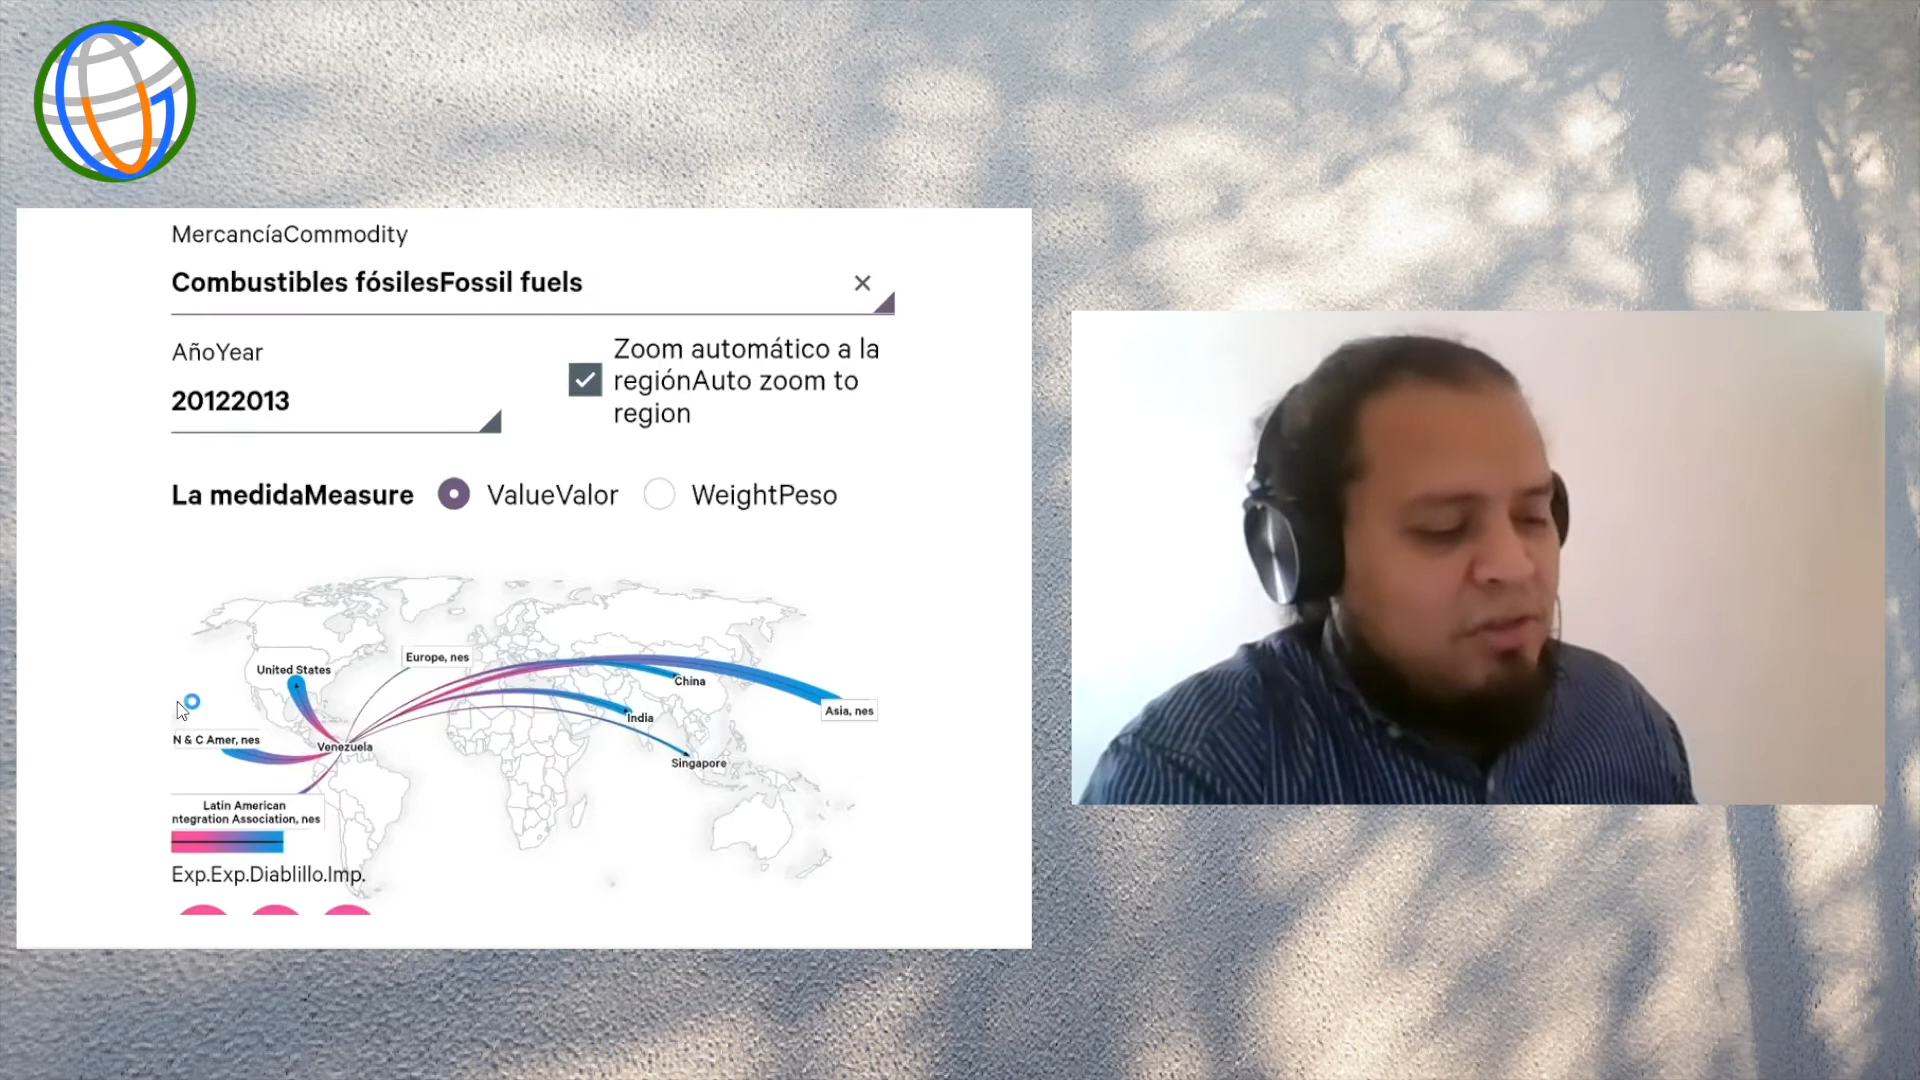 MercancíaCommodity
Combustibles fósilesFossil fuels
AñoYear
20122013
Zoom automático a la
regiónAuto zoom to
region
La medidaMeasure
ValueValor
WeightPeso
Europe, nes
United States
China
Asia, nes
India
N & C Amer, nes
Venezuela
Singapore
Latin American
ntegration Association, nes
Exp.Exp.Diablillo.Imp.